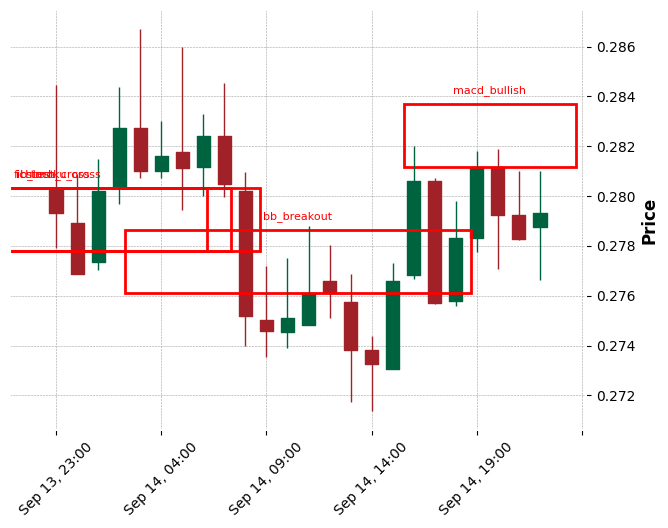 0.286
0.284
0.282
0.280
0.278
0.276
0.274
0.272
Price
macd_bullish
bb_breakout
Sep 13, 23:00
Sep 14, 04:00
Sep 14, 09:00
Sep 14, 14:00
Sep 14, 19:00